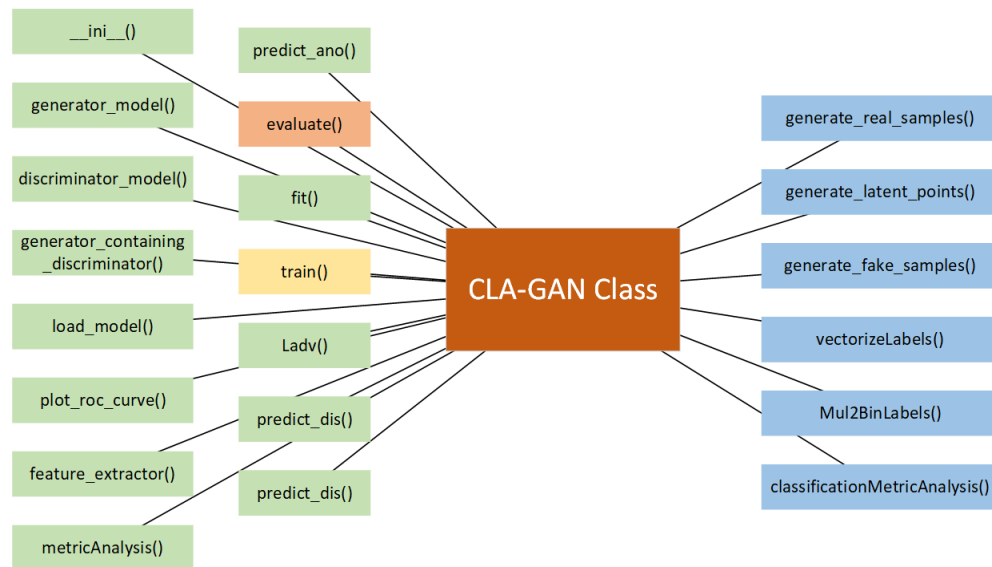 __ini__()
generator_model()
discriminator_model()
generator_containing
_discriminator()
load_model()
plot_roc_curve()
feature_extractor()
metricAnalysis()
predict_ano()
evaluate()
fit()
train()
Ladv()
predict_dis()
predict_dis()
CLA-GAN Class
generate_real_samples()
generate_latent_points()
generate_fake_samples()
vectorizeLabels()
Mul2BinLabels()
classificationMetricAnalysis()